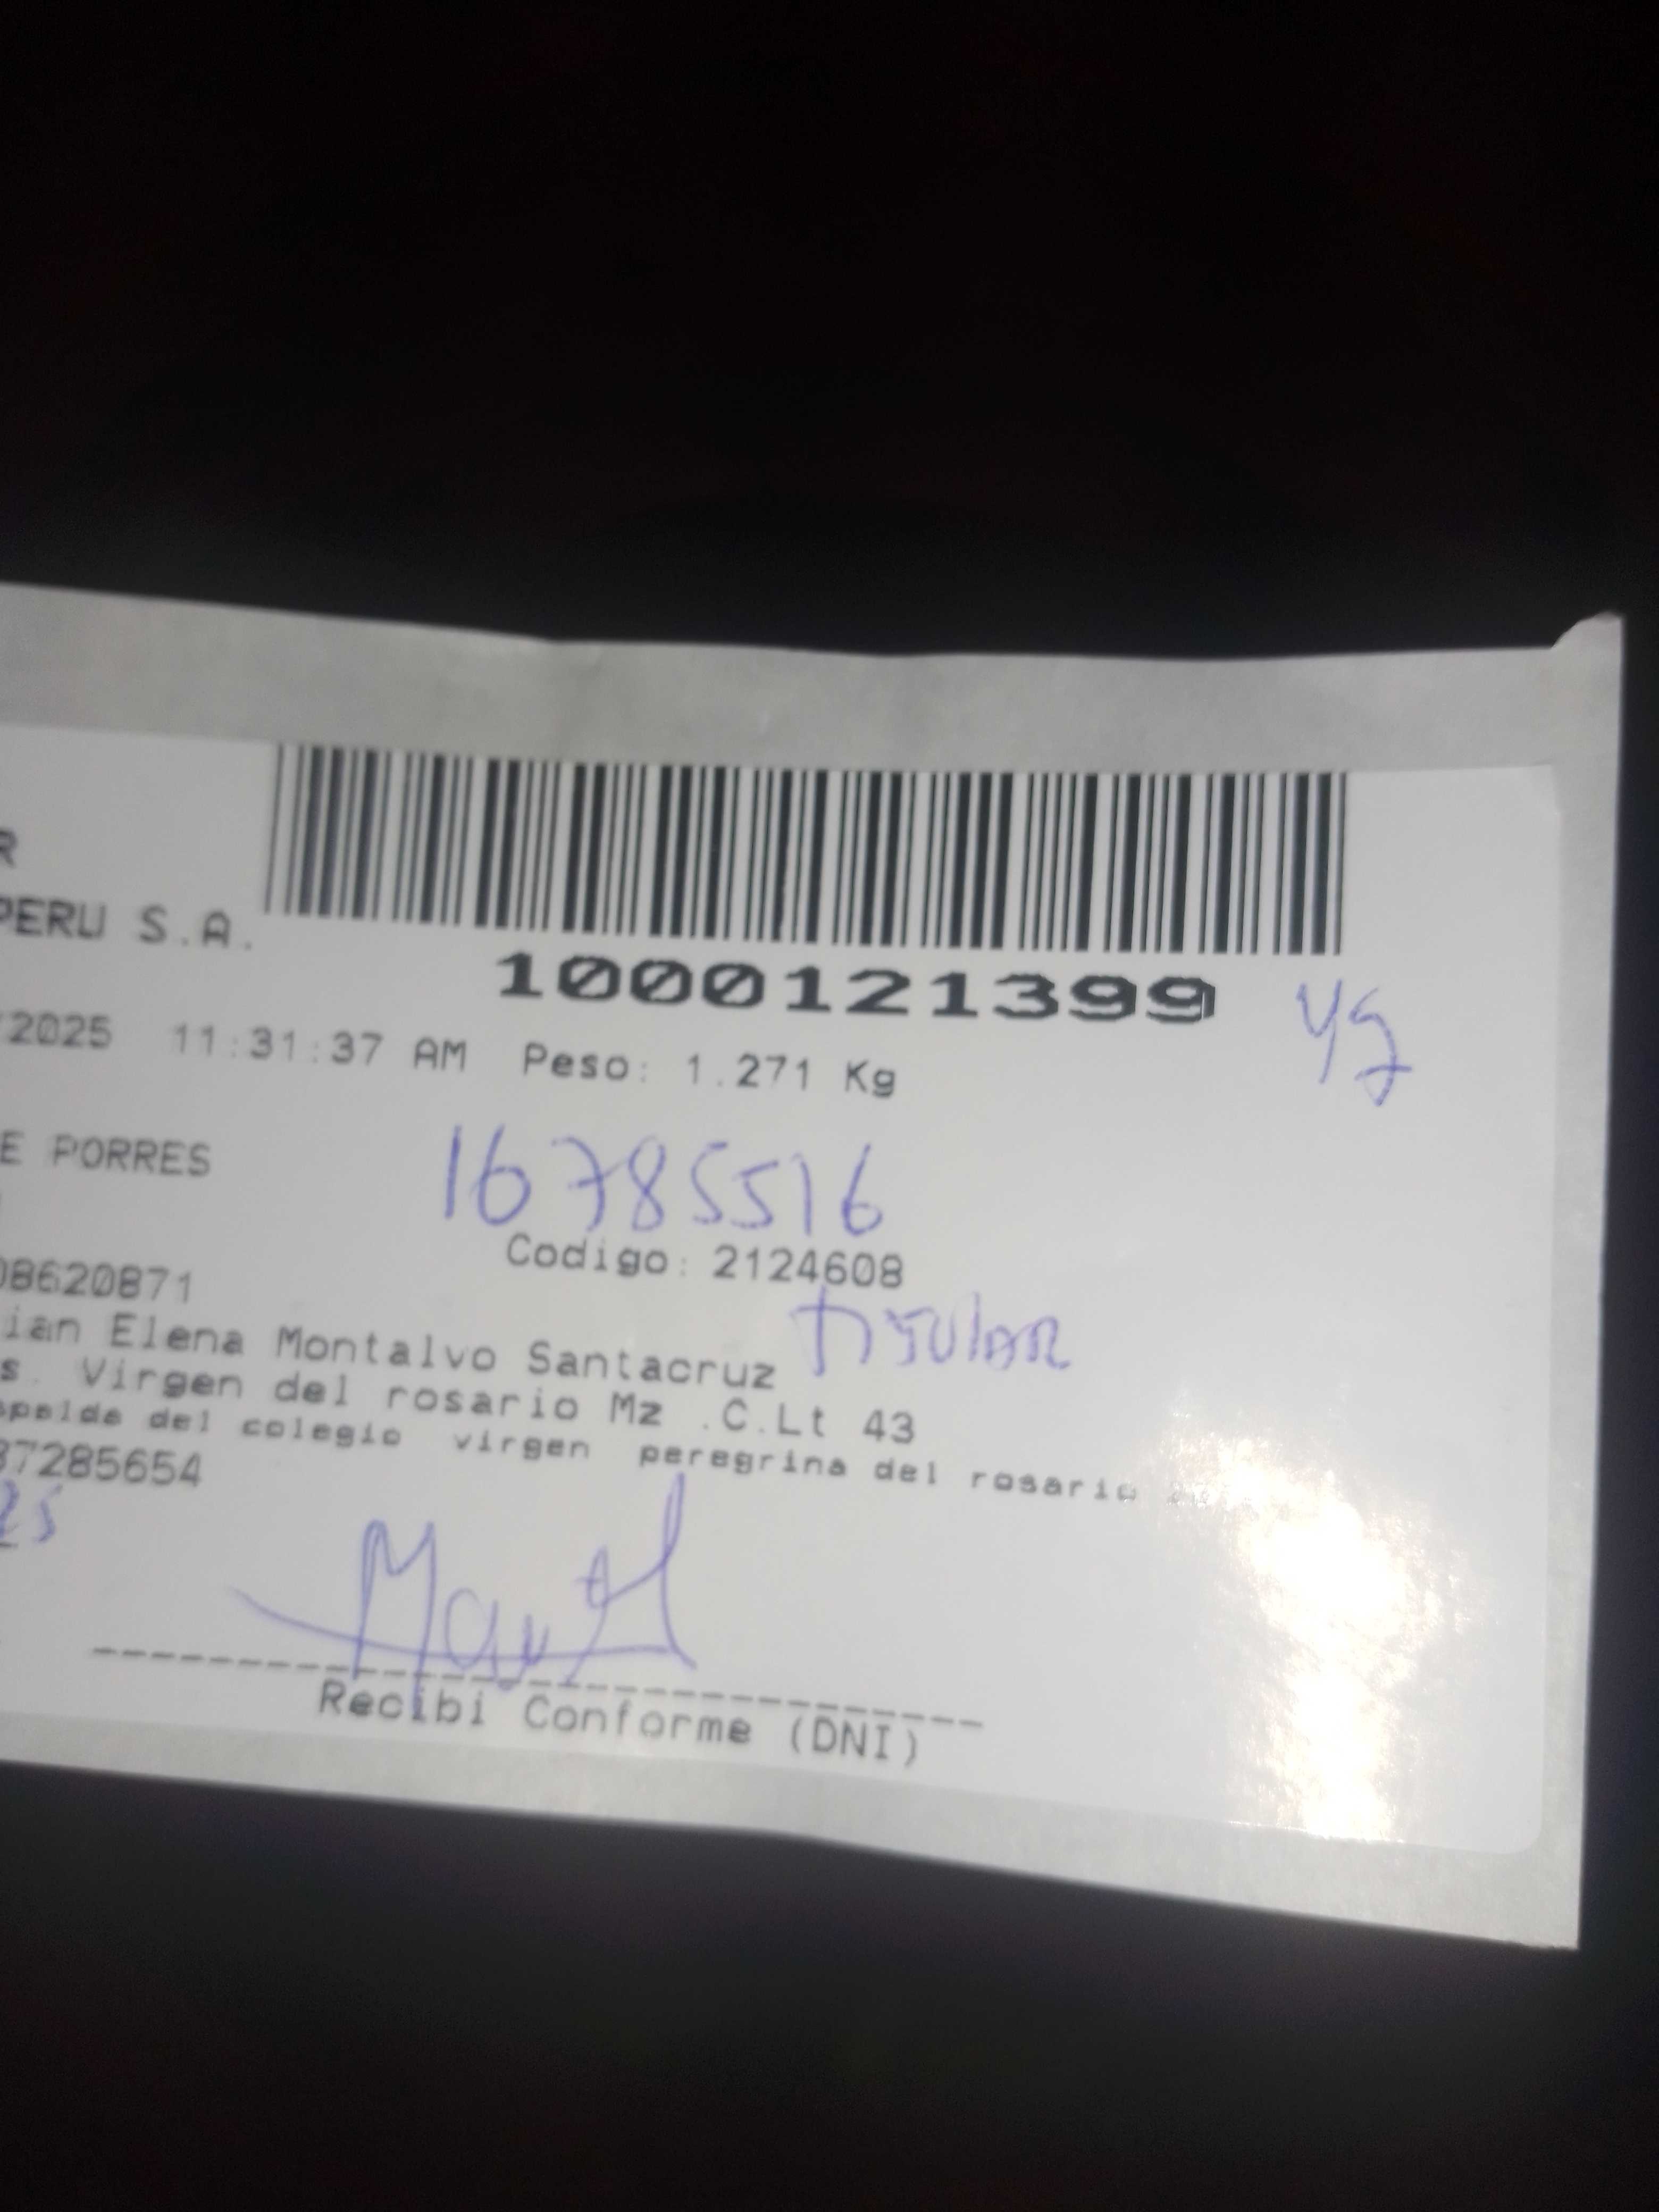 R
PERU S.A.
1000121399
49
/2025 11:31:37 AM Peso: 1.271 Kg
E PORRES
16785516
Codigo: 2124608
08620871
ian Elena Montalvo Santacruz
titular
s. Virgen del rosario Mz .C.Lt 43
spalda del colegio virgen peregrina del rosario
87285654
25
Recibi Conforme (DNI)